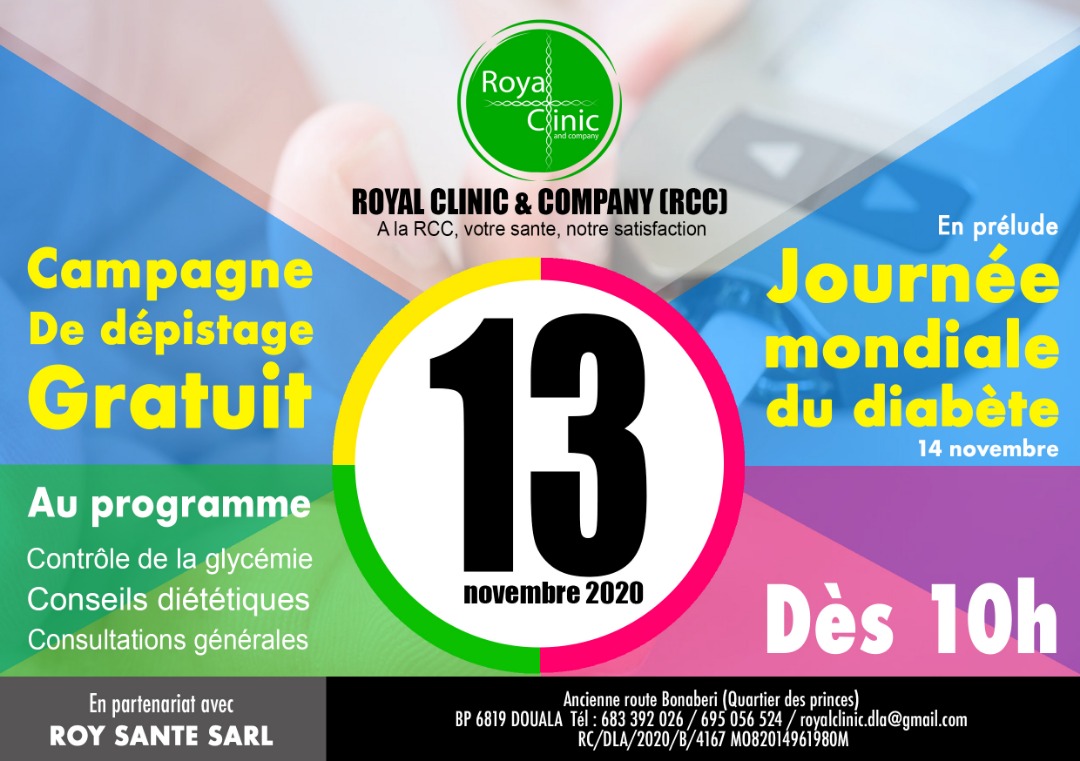 Royal
Clinic
and company
ROYAL CLINIC & COMPANY (RCC)
A la RCC, votre sante, notre satisfaction
Campagne
De dépistage
Gratuit
En prélude
Journée
mondiale
du diabète
14 novembre
13
novembre 2020
Au programme
Contrôle de la glycémie
Conseils diététiques
Consultations générales
Dès 10h
En partenariat avec
ROY SANTE SARL
Ancienne route Bonaberi (Quartier des princes)
BP 6819 DOUALA Tél : 683 392 026 / 695 056 524 / royalclinic.dla@gmail.com
RC/DLA/2020/B/4167 M082014961980M